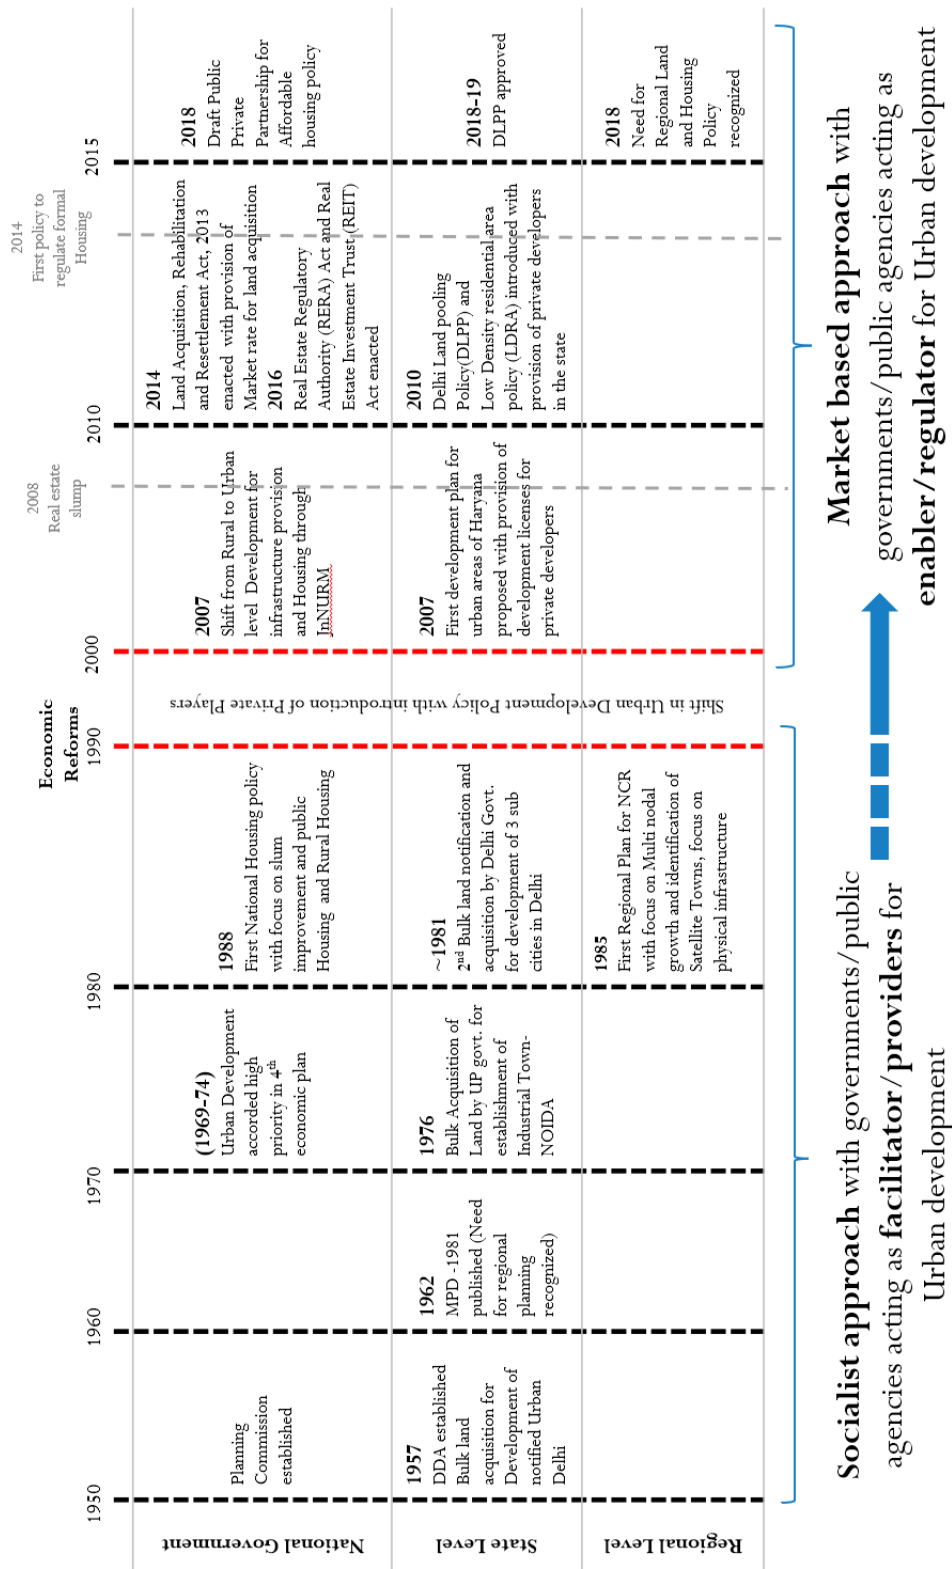 2014
First policy to
regulate formal
Housing
2008
Real estate
slump
Economic
Reforms
1950
1960
1970
1980
1990
2000
2010
2015
National Government
Planning
Commission
established
(1969-74)
Urban Development
accorded high
priority in 4th
economic plan
1988
First National Housing policy
with focus on slum
improvement and public
Housing and Rural Housing
2007
Shift from Rural to Urban
level Development for
infrastructure provision
and Housing through
JnNURM
2014
Land Acquisition, Rehabilitation
and Resettlement Act, 2013
enacted with provision of
Market rate for land acquisition
2016
Real Estate Regulatory
Authority (RERA) Act and Real
Estate Investment Trust (REIT)
Act enacted
2018
Draft Public
Private
Partnership for
Affordable
housing policy
State Level
1957
DDA established
Bulk land
acquisition for
Development of
notified Urban
Delhi
1962
MPD -1981
published (Need
for regional
planning
recognized)
1976
Bulk Acquisition of
Land by UP govt. for
establishment of
Industrial Town-
NOIDA
~1981
2nd Bulk land notification and
acquisition by Delhi Govt.
for development of 3 sub
cities in Delhi
2007
First development plan for
urban areas of Haryana
proposed with provision of
development licenses for
private developers
2010
Delhi Land pooling
Policy(DLPP) and
Low Density residential area
policy (LDRA) introduced with
provision of private developers
in the state
2018-19
DLPP approved
Regional Level
1985
First Regional Plan for NCR
with focus on Multi nodal
growth and identification of
Satellite Towns, focus on
physical infrastructure
2018
Need for
Regional Land
and Housing
Policy
recognized
Shift in Urban Development Policy with introduction of Private Players
Socialist approach with governments/public
agencies acting as facilitator/providers for
Urban development
Market based approach with
governments/public agencies acting as
enabler/regulator for Urban development